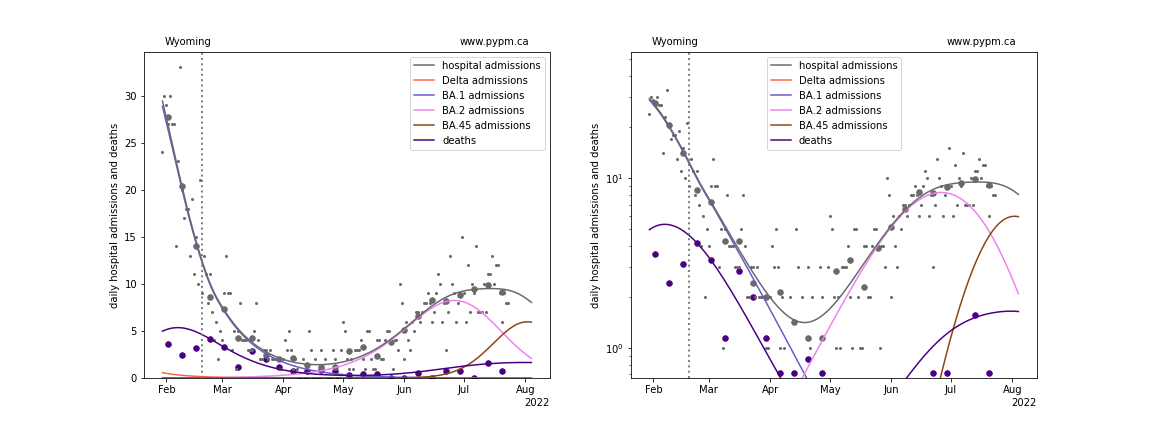 Wyoming www.pypm.ca
hospital admissions
Delta admissions
BA.1 admissions
BA.2 admissions
BA.45 admissions
deaths
daily hospital admissions and deaths
30
25
20
15
10
5
0
Feb Mar Apr May Jun Jul Aug
2022
Wyoming www.pypm.ca
hospital admissions
Delta admissions
BA.1 admissions
BA.2 admissions
BA.45 admissions
deaths
daily hospital admissions and deaths
10¹
10⁰
Feb Mar Apr May Jun Jul Aug
2022